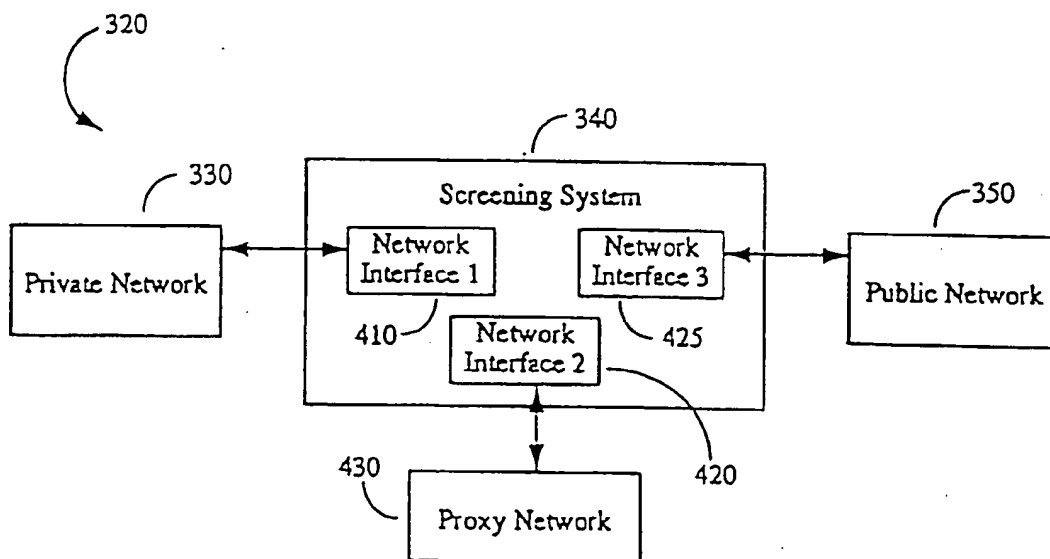 320
340
330
Screening System
350
Network
Interface 1
Network
Interface 3
Private Network
Public Network
410
425
Network
Interface 2
420
430
Proxy Network